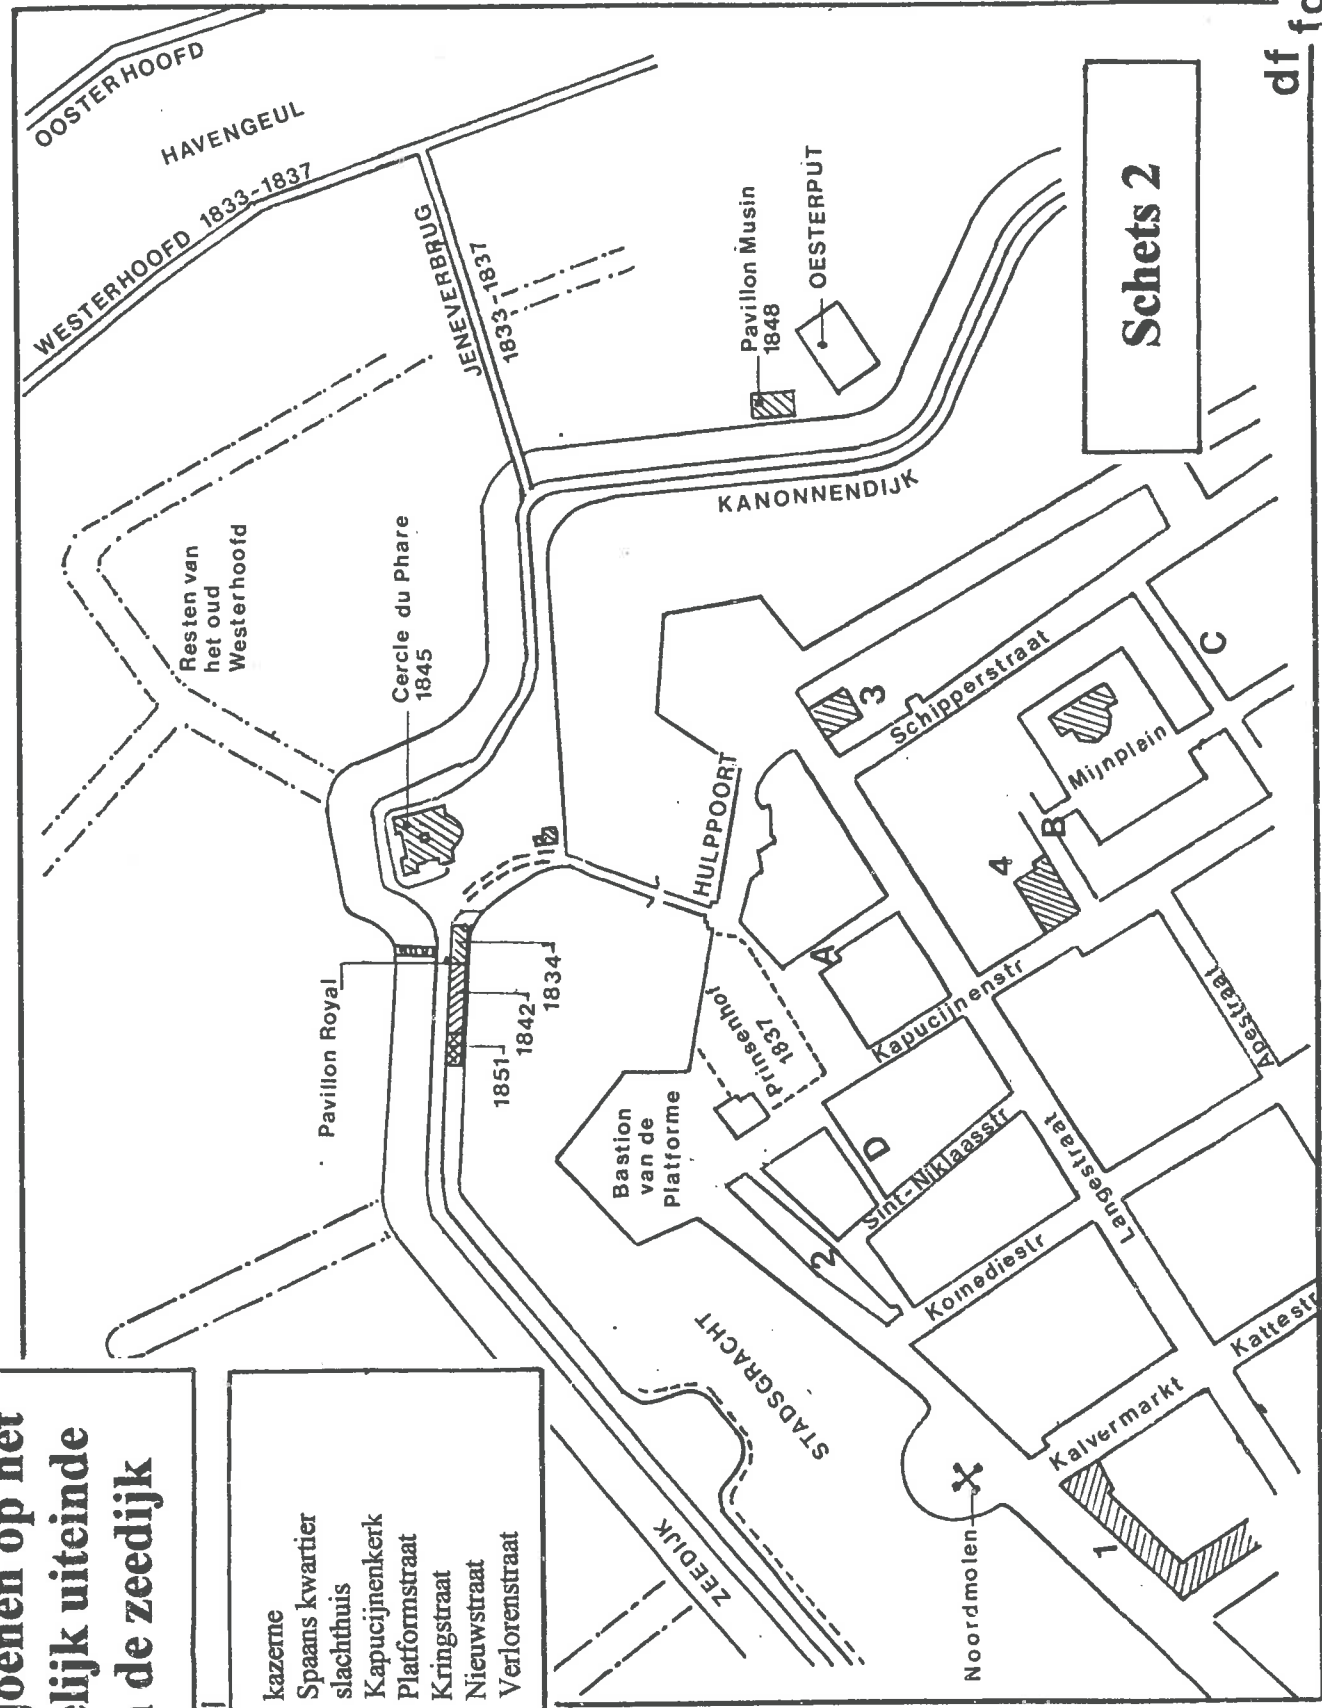 OOSTERHOOFD
HAVENGEUL
WESTERHOOFD 1833-1837
JENEVERBRUG
1833-1837
Pavillon Musin
1848
OESTERPUT
Schets 2
df
Resten van
het oud
Westerhoofd
Cercle du Phare
1845
KANONNENDIJK
Pavillon Royal
1834
1842
1851
HULPPOORT
Schipperstraat
3
C
Mijnplein
B
4
A
Prinsenhof
1837
Kapucijnenstr
Apestraat
Bastion
van de
Platforme
D
Sint-Niklaasstr
Langestraat
2
Komediestr
STADSGRACHT
Kattestr
Kalvermarkt
1
Noordmolen
ZEEDIJK
op het
uiteinde
de zeedijk
kazerne
Spaans kwartier
slachthuis
Kapucijnenkerk
Platformstraat
Kringstraat
Nieuwstraat
Verlorenstraat